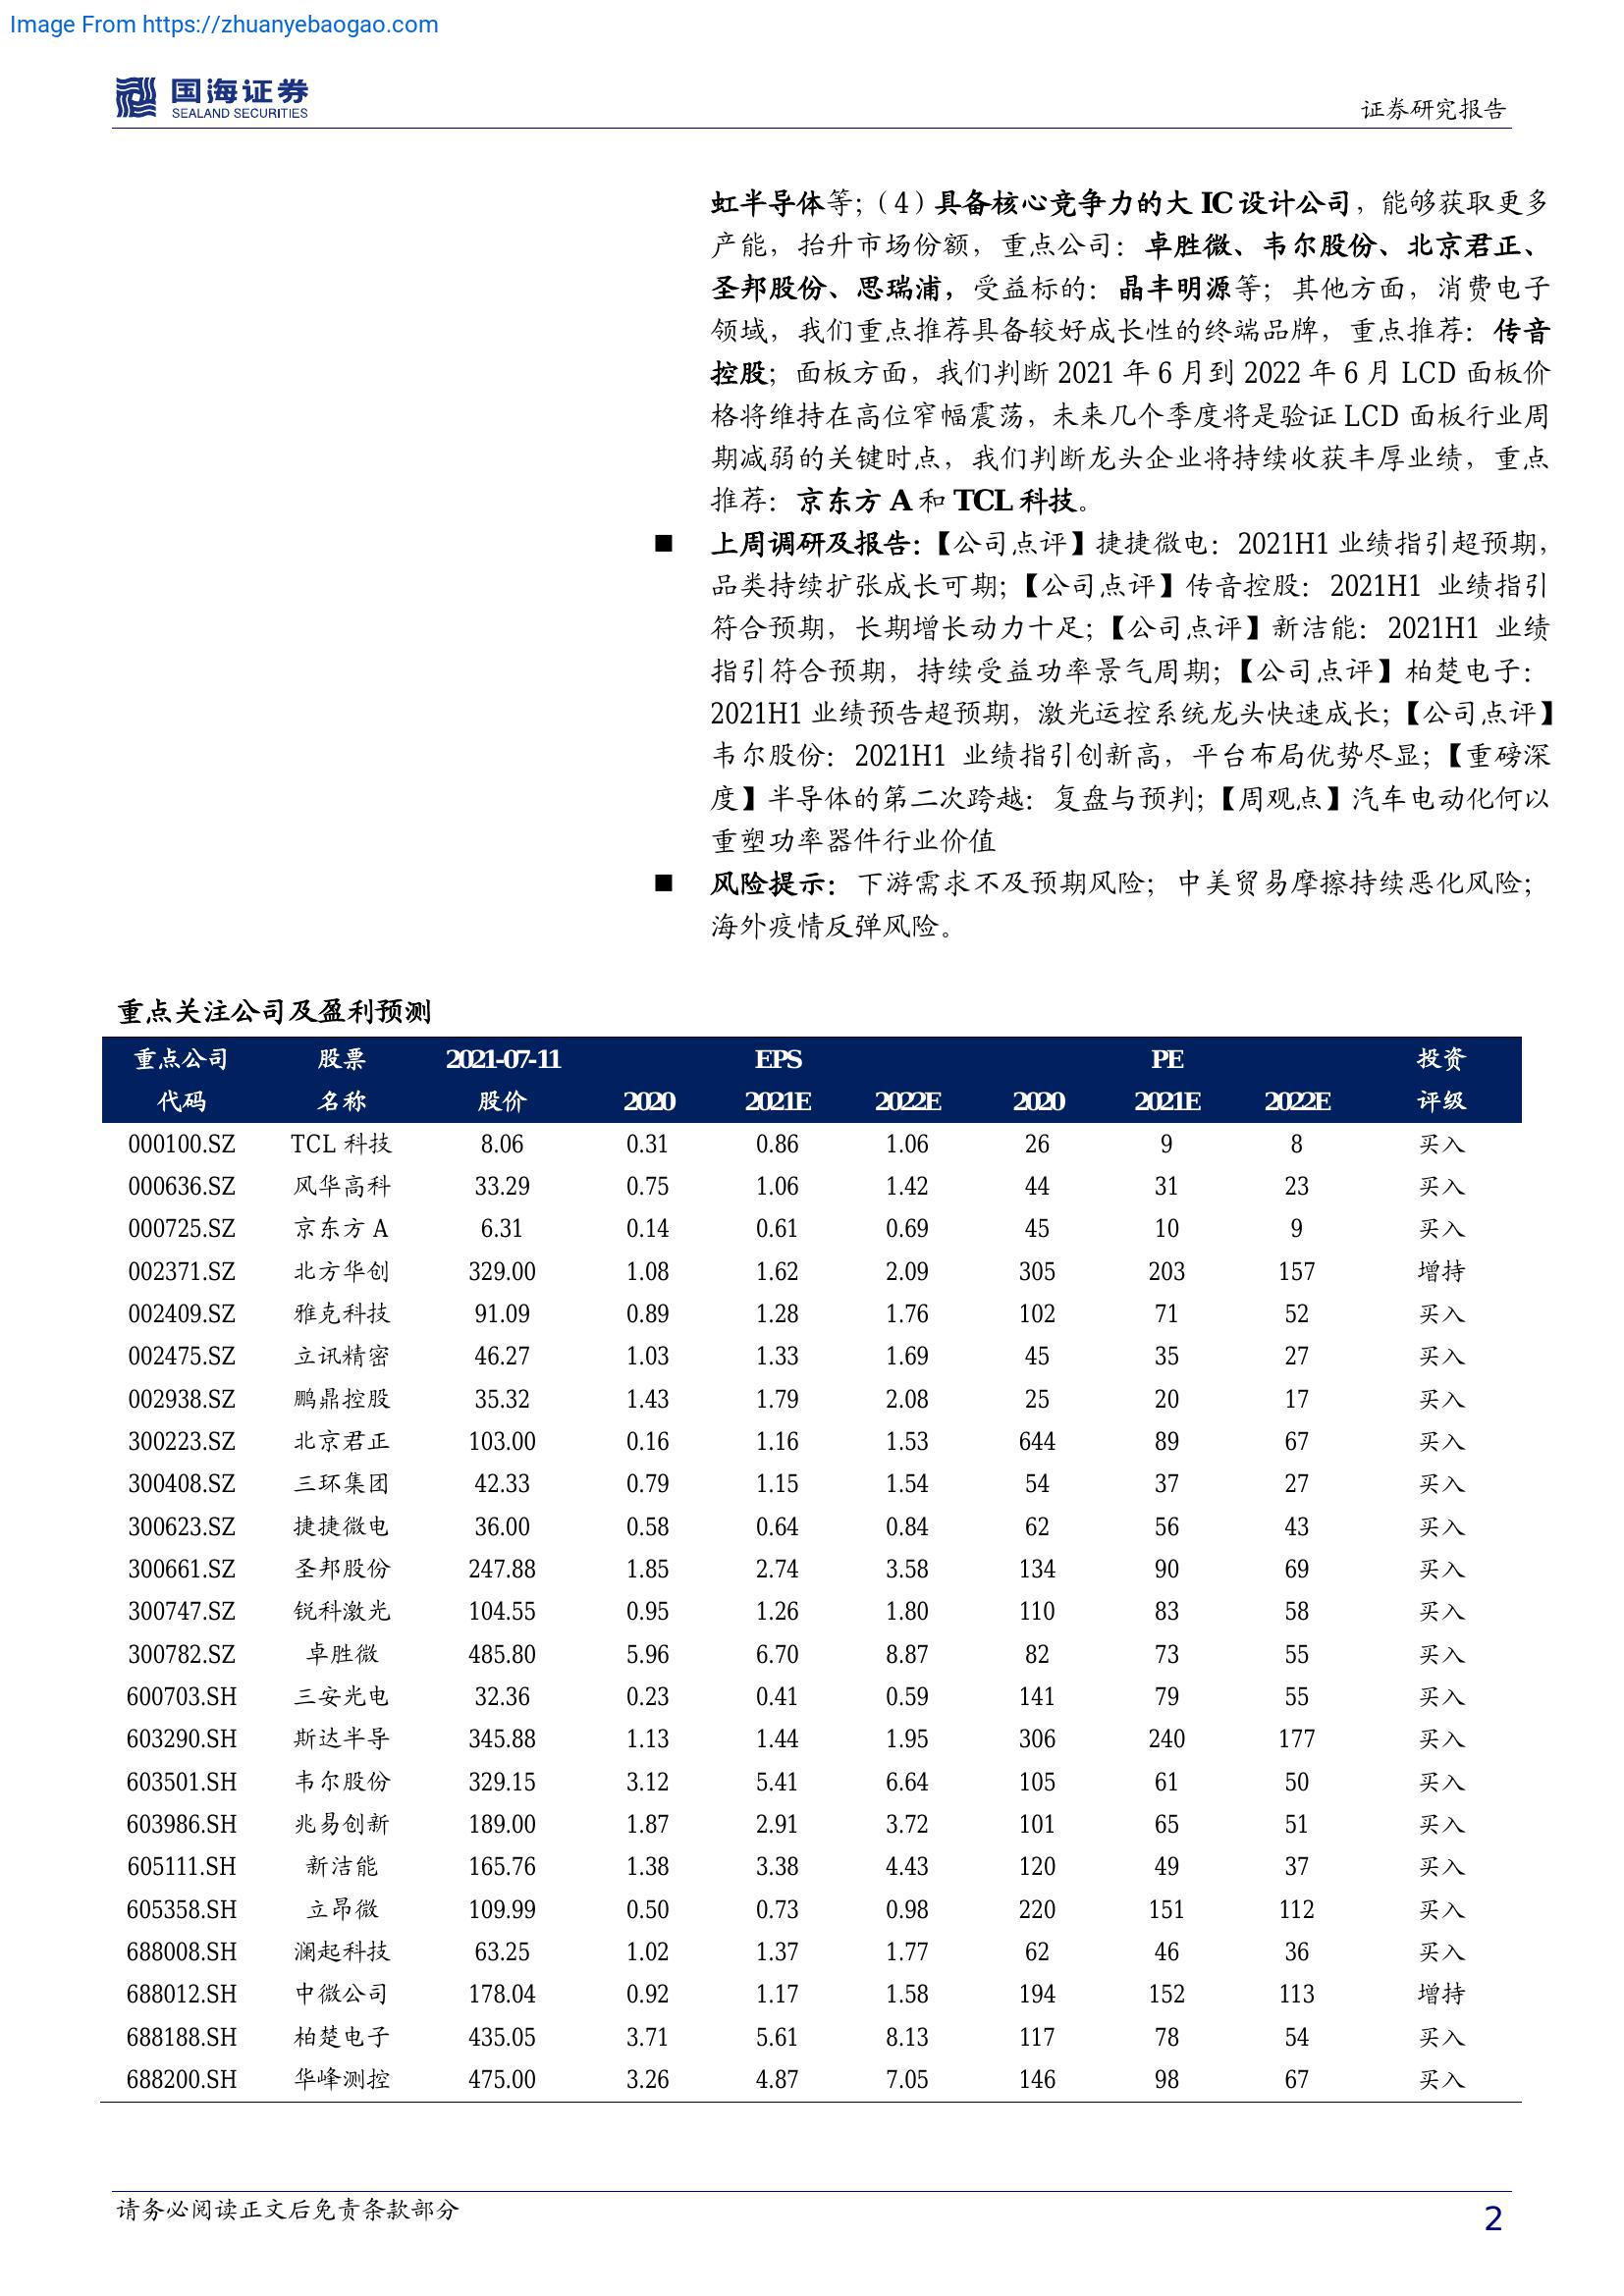 Image From https://zhuanyebaogao.com
国海证券
SEALAND SECURITIES
证券研究报告
虹半导体等；（4）具备核心竞争力的大 IC 设计公司，能够获取更多
产能，抬升市场份额，重点公司：卓胜微、韦尔股份、北京君正、
圣邦股份、思瑞浦，受益标的：晶丰明源等；其他方面，消费电子
领域，我们重点推荐具备较好成长性的终端品牌，重点推荐：传音
控股；面板方面，我们判断 2021 年 6 月到 2022 年 6 月 LCD 面板价
格将维持在高位窄幅震荡，未来几个季度将是验证 LCD 面板行业周
期减弱的关键时点，我们判断龙头企业将持续收获丰厚业绩，重点
推荐：京东方 A 和 TCL 科技。
■ 上周调研及报告：【公司点评】捷捷微电：2021H1 业绩指引超预期，
品类持续扩张成长可期；【公司点评】传音控股：2021H1 业绩指引
符合预期，长期增长动力十足；【公司点评】新洁能：2021H1 业绩
指引符合预期，持续受益功率景气周期；【公司点评】柏楚电子：
2021H1 业绩预告超预期，激光运控系统龙头快速成长；【公司点评】
韦尔股份：2021H1 业绩指引创新高，平台布局优势尽显；【重磅深
度】半导体的第二次跨越：复盘与预判；【周观点】汽车电动化何以
重塑功率器件行业价值
■ 风险提示：下游需求不及预期风险；中美贸易摩擦持续恶化风险；
海外疫情反弹风险。
重点关注公司及盈利预测
重点公司 股票 2021-07-11 EPS PE 投资
代码 名称 股价 2020 2021E 2022E 2020 2021E 2022E 评级
000100.SZ TCL 科技 8.06 0.31 0.86 1.06 26 9 8 买入
000636.SZ 风华高科 33.29 0.75 1.06 1.42 44 31 23 买入
000725.SZ 京东方 A 6.31 0.14 0.61 0.69 45 10 9 买入
002371.SZ 北方华创 329.00 1.08 1.62 2.09 305 203 157 增持
002409.SZ 雅克科技 91.09 0.89 1.28 1.76 102 71 52 买入
002475.SZ 立讯精密 46.27 1.03 1.33 1.69 45 35 27 买入
002938.SZ 鹏鼎控股 35.32 1.43 1.79 2.08 25 20 17 买入
300223.SZ 北京君正 103.00 0.16 1.16 1.53 644 89 67 买入
300408.SZ 三环集团 42.33 0.79 1.15 1.54 54 37 27 买入
300623.SZ 捷捷微电 36.00 0.58 0.64 0.84 62 56 43 买入
300661.SZ 圣邦股份 247.88 1.85 2.74 3.58 134 90 69 买入
300747.SZ 锐科激光 104.55 0.95 1.26 1.80 110 83 58 买入
300782.SZ 卓胜微 485.80 5.96 6.70 8.87 82 73 55 买入
600703.SH 三安光电 32.36 0.23 0.41 0.59 141 79 55 买入
603290.SH 斯达半导 345.88 1.13 1.44 1.95 306 240 177 买入
603501.SH 韦尔股份 329.15 3.12 5.41 6.64 105 61 50 买入
603986.SH 兆易创新 189.00 1.87 2.91 3.72 101 65 51 买入
605111.SH 新洁能 165.76 1.38 3.38 4.43 120 49 37 买入
605358.SH 立昂微 109.99 0.50 0.73 0.98 220 151 112 买入
688008.SH 澜起科技 63.25 1.02 1.37 1.77 62 46 36 买入
688012.SH 中微公司 178.04 0.92 1.17 1.58 194 152 113 增持
688188.SH 柏楚电子 435.05 3.71 5.61 8.13 117 78 54 买入
688200.SH 华峰测控 475.00 3.26 4.87 7.05 146 98 67 买入
请务必阅读正文后免责条款部分
2